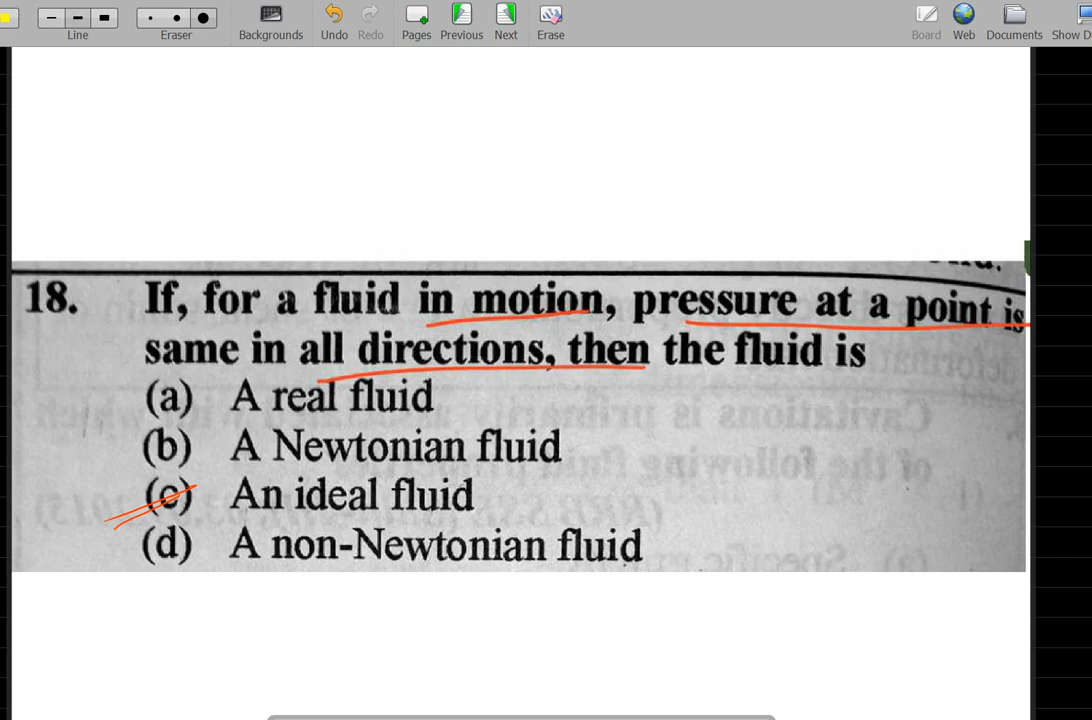 Line
Eraser
Backgrounds
Undo
Redo
Pages
Previous
Next
Erase
Board
Web
Documents
Show D
18. If, for a fluid in motion, pressure at a point is
same in all directions, then the fluid is
(a) A real fluid
(b) A Newtonian fluid
(c) An ideal fluid
(d) A non-Newtonian fluid